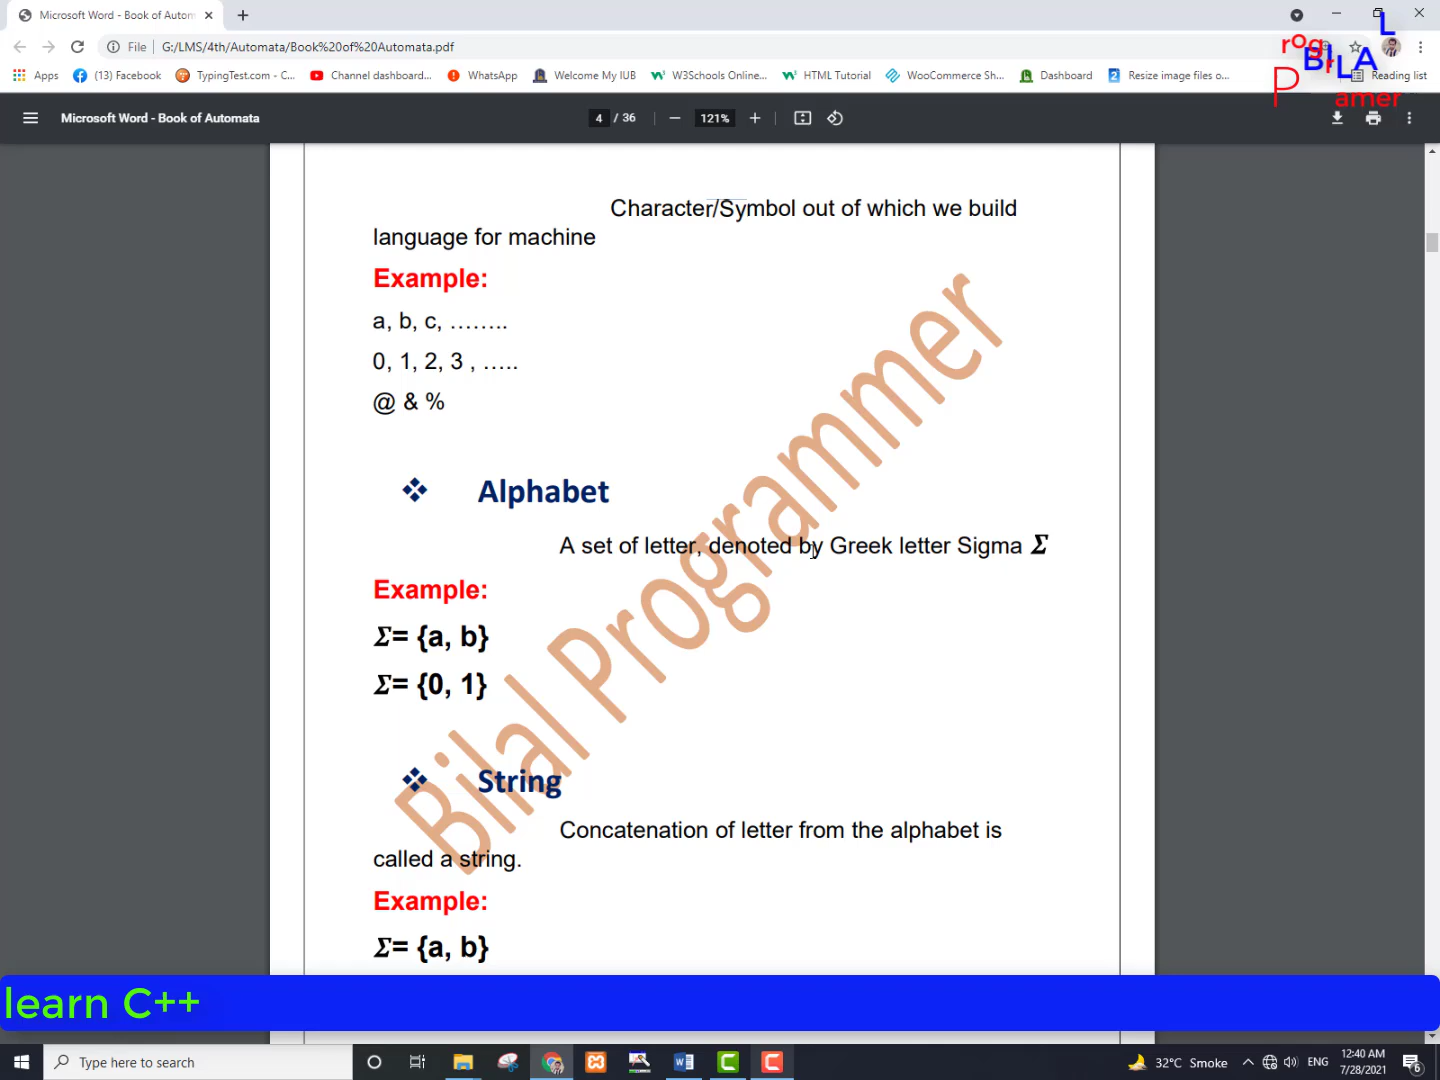 Microsoft Word - Book of Autom
File G:/LMS/4th/Automata/Book%20of%20Automata.pdf
Apps (13) Facebook TypingTest.com - C... Channel dashboard... WhatsApp Welcome My IUB W3Schools Online... HTML Tutorial WooCommerce Sh... Dashboard Resize image files o... Reading list
L
rog
BILAL
P ramer
Microsoft Word - Book of Automata 4 / 36 121%
Character/Symbol out of which we build
language for machine
Example:
a, b, c, ……..
0, 1, 2, 3 , …..
@ & %
❖ Alphabet
A set of letter, denoted by Greek letter Sigma Σ
Example:
Σ= {a, b}
Σ= {0, 1}
❖ String
Concatenation of letter from the alphabet is
called a string.
Example:
Σ= {a, b}
Bilal Programmer
learn C++
Type here to search 32°C Smoke ENG 12:40 AM
7/28/2021 6